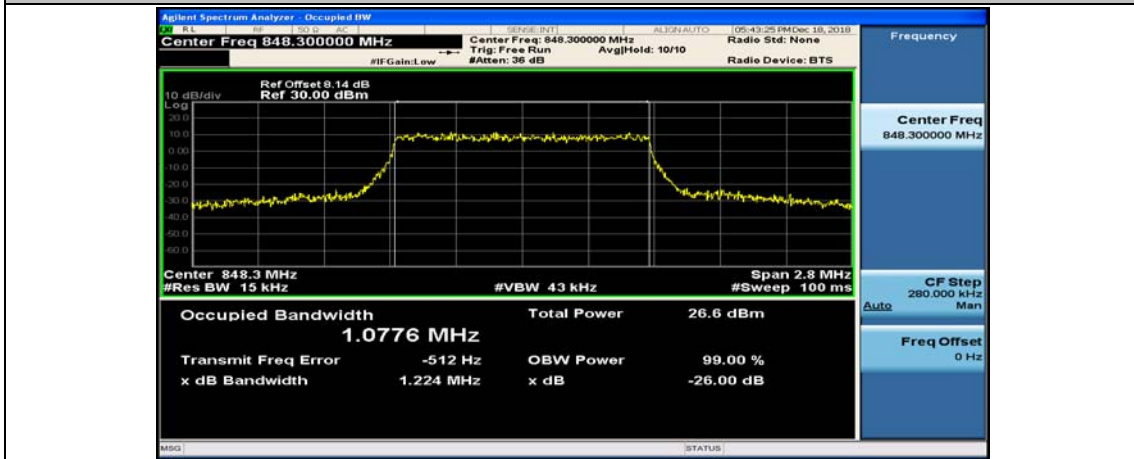 Agilent Spectrum Analyzer - Occupied BW
RL RF 50 Ω AC SENSE:INT ALIGN AUTO 05:43:25 PM Dec 18, 2018
Center Freq 848.300000 MHz Center Freq: 848.300000 MHz Radio Std: None
Trig: Free Run Avg|Hold: 10/10
#IFGain:Low #Atten: 36 dB Radio Device: BTS
Ref Offset 8.14 dB
10 dB/div Ref 30.00 dBm
Log
20.0
10.0
0.00
-10.0
-20.0
-30.0
-40.0
-50.0
-60.0
Center 848.3 MHz Span 2.8 MHz
#Res BW 15 kHz #VBW 43 kHz #Sweep 100 ms
Occupied Bandwidth Total Power 26.6 dBm
1.0776 MHz
Transmit Freq Error -512 Hz OBW Power 99.00 %
x dB Bandwidth 1.224 MHz x dB -26.00 dB
MSG STATUS
Frequency
Center Freq
848.300000 MHz
CF Step
280.000 kHz
Auto Man
Freq Offset
0 Hz